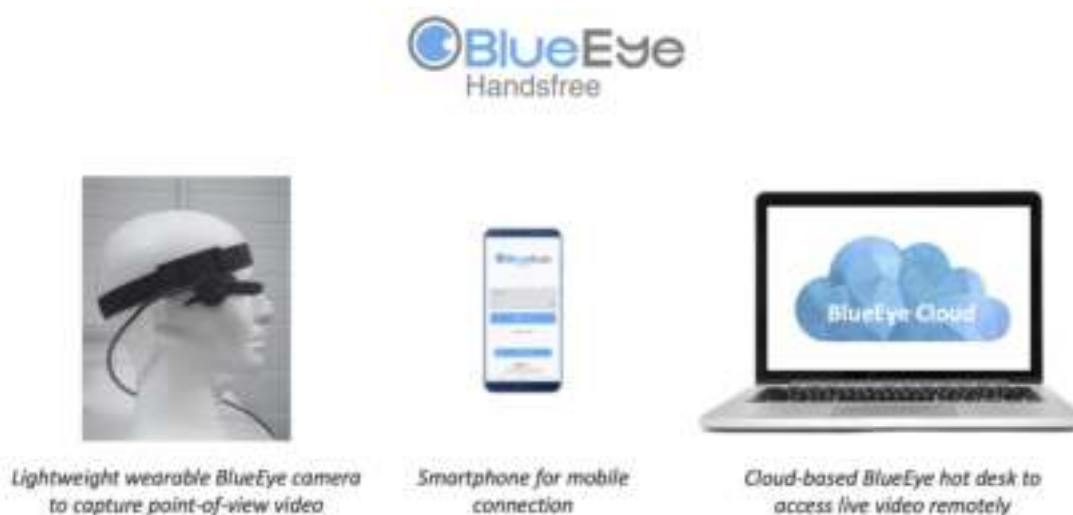 BlueEye
Handsfree
BlueEye
BlueEye Cloud
Lightweight wearable BlueEye camera
to capture point-of-view video
Smartphone for mobile
connection
Cloud-based BlueEye hot desk to
access live video remotely